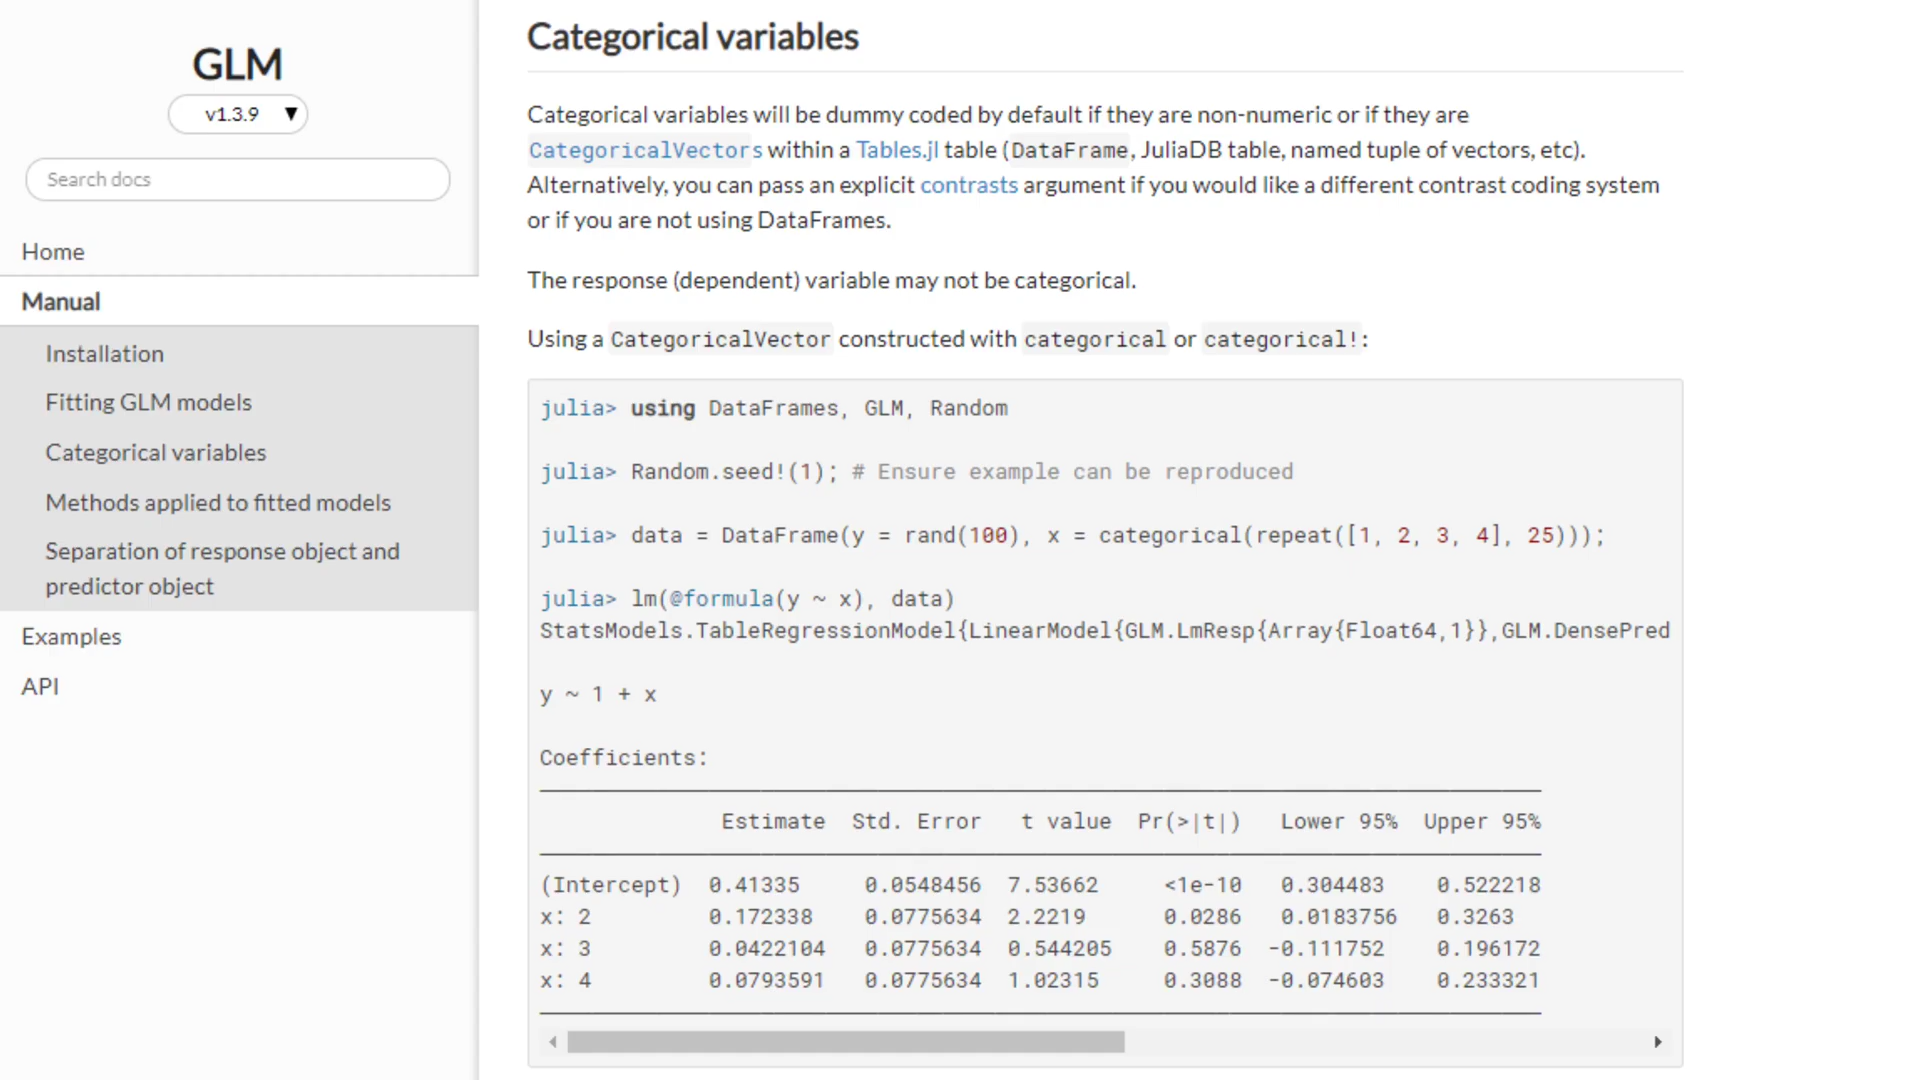 GLM
v1.3.9 ▼
Search docs
Home
Manual
Installation
Fitting GLM models
Categorical variables
Methods applied to fitted models
Separation of response object and
predictor object
Examples
API
Categorical variables
Categorical variables will be dummy coded by default if they are non-numeric or if they are
CategoricalVectors within a Tables.jl table (DataFrame, JuliaDB table, named tuple of vectors, etc).
Alternatively, you can pass an explicit contrasts argument if you would like a different contrast coding system
or if you are not using DataFrames.
The response (dependent) variable may not be categorical.
Using a CategoricalVector constructed with categorical or categorical!:
julia> using DataFrames, GLM, Random
julia> Random.seed!(1); # Ensure example can be reproduced
julia> data = DataFrame(y = rand(100), x = categorical(repeat([1, 2, 3, 4], 25)));
julia> lm(@formula(y ~ x), data)
StatsModels.TableRegressionModel{LinearModel{GLM.LmResp{Array{Float64,1}},GLM.DensePred
y ~ 1 + x
Coefficients:
Estimate Std. Error t value Pr(>|t|) Lower 95% Upper 95%
(Intercept) 0.41335 0.0548456 7.53662 <1e-10 0.304483 0.522218
x: 2 0.172338 0.0775634 2.2219 0.0286 0.0183756 0.3263
x: 3 0.0422104 0.0775634 0.544205 0.5876 -0.111752 0.196172
x: 4 0.0793591 0.0775634 1.02315 0.3088 -0.074603 0.233321